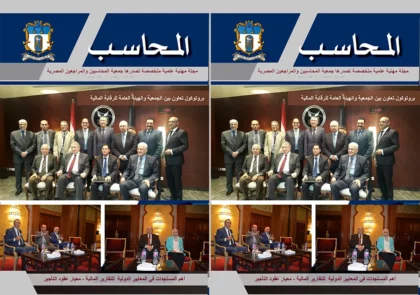 المحاسب
مجلة مهنية علمية متخصصة تصدرها جمعية المحاسبين والمراجعين المصرية
بروتوكول تعاون بين الجمعية والهيئة العامة للرقابة المالية
أهم المستجدات في المعايير الدولية للتقارير المالية - معيار عقود التأجير
المحاسب
مجلة مهنية علمية متخصصة تصدرها جمعية المحاسبين والمراجعين المصرية
بروتوكول تعاون بين الجمعية والهيئة العامة للرقابة المالية
أهم المستجدات في المعايير الدولية للتقارير المالية - معيار عقود التأجير